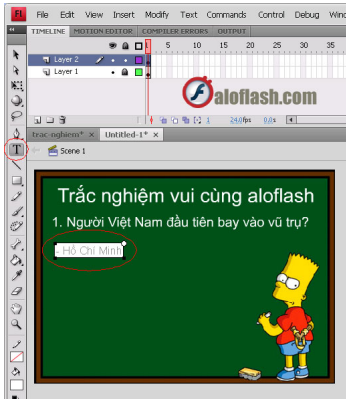 FL File Edit View Insert Modify Text Commands Control Debug Wind
TIMELINE MOTION EDITOR COMPILER ERRORS OUTPUT
5 10 15 20 25 30 35
Layer 2
Layer 1
aloflash.com
1 24.0fps 0.0s
trac-nghiem* × Untitled-1* ×
Scene 1
T
Trắc nghiệm vui cùng aloflash
1. Người Việt Nam đầu tiên bay vào vũ trụ?
- Hồ Chí Minh